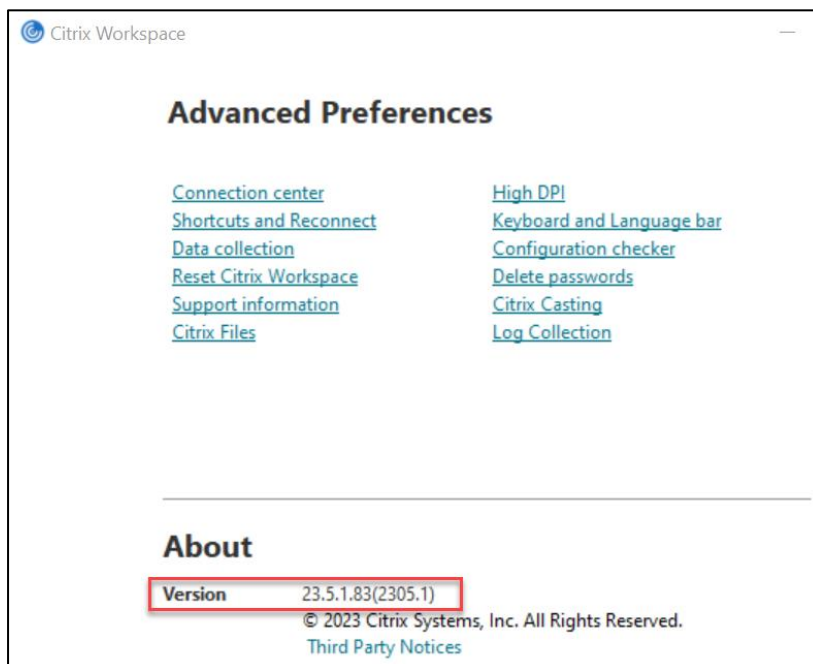 Citrix Workspace
Advanced Preferences
Connection center
Shortcuts and Reconnect
Data collection
Reset Citrix Workspace
Support information
Citrix Files
High DPI
Keyboard and Language bar
Configuration checker
Delete passwords
Citrix Casting
Log Collection
About
Version 23.5.1.83(2305.1)
© 2023 Citrix Systems, Inc. All Rights Reserved.
Third Party Notices